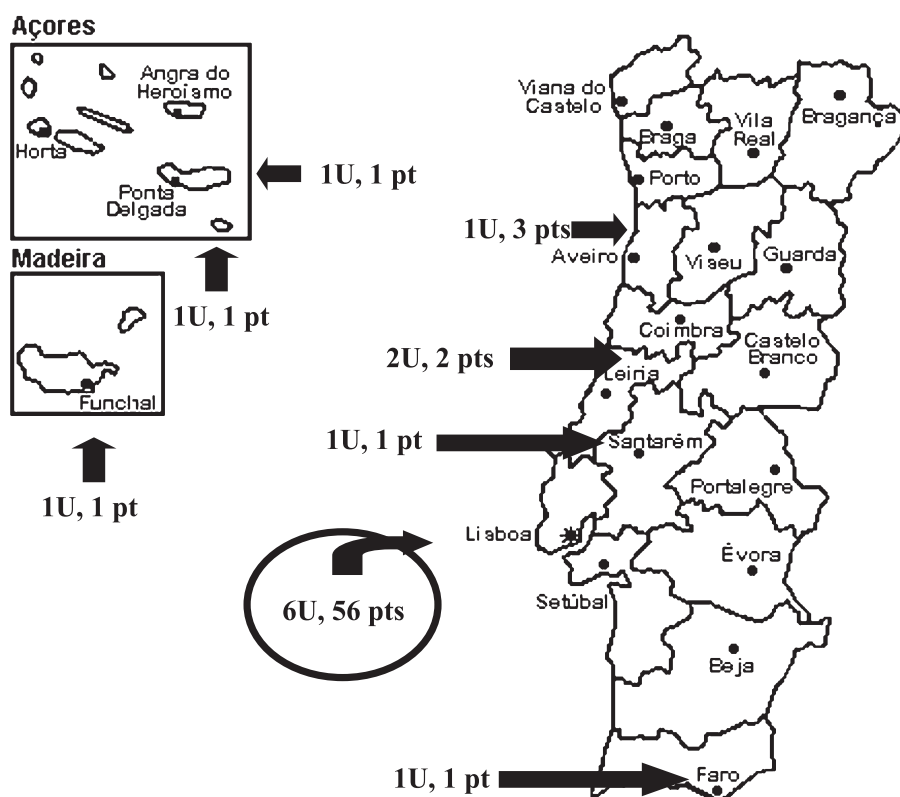 Açores
Angra do
Heroísmo
Horta
Ponta
Delgada
1U, 1 pt
1U, 1 pt
Madeira
Funchal
1U, 1 pt
Viana do
Castelo
Braga
Vila
Real
Bragança
Porto
1U, 3 pts
Aveiro
Viseu
Guarda
Coimbra
2U, 2 pts
Leiria
Castelo
Branco
1U, 1 pt
Santarém
Portalegre
Lisboa
Évora
6U, 56 pts
Setúbal
Beja
1U, 1 pt
Faro